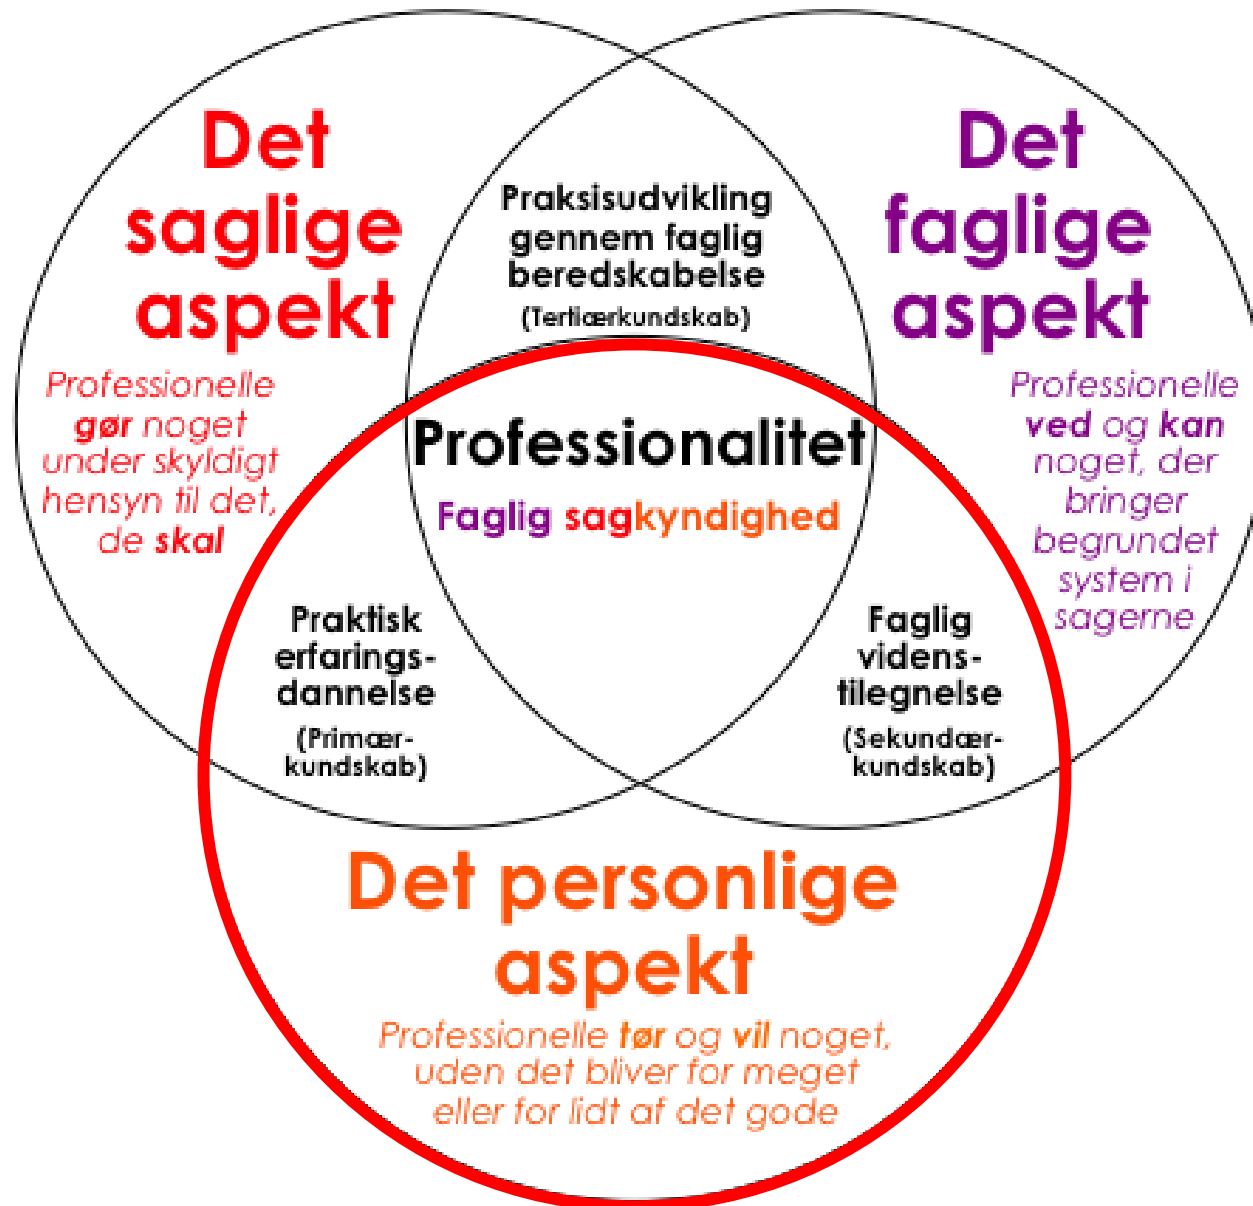 Det
saglige
aspekt
Professionelle
gør noget
under skyldigt
hensyn til det,
de skal
Praksisudvikling
gennem faglig
beredskabelse
(Tertiærkundskab)
Det
faglige
aspekt
Professionelle
ved og kan
noget, der
bringer
begrundet
system i
sagerne
Professionalitet
Faglig sagkyndighed
Praktisk
erfarings-
dannelse
(Primær-
kundskab)
Faglig
videns-
tilegnelse
(Sekundær-
kundskab)
Det personlige
aspekt
Professionelle tør og vil noget,
uden det bliver for meget
eller for lidt af det gode